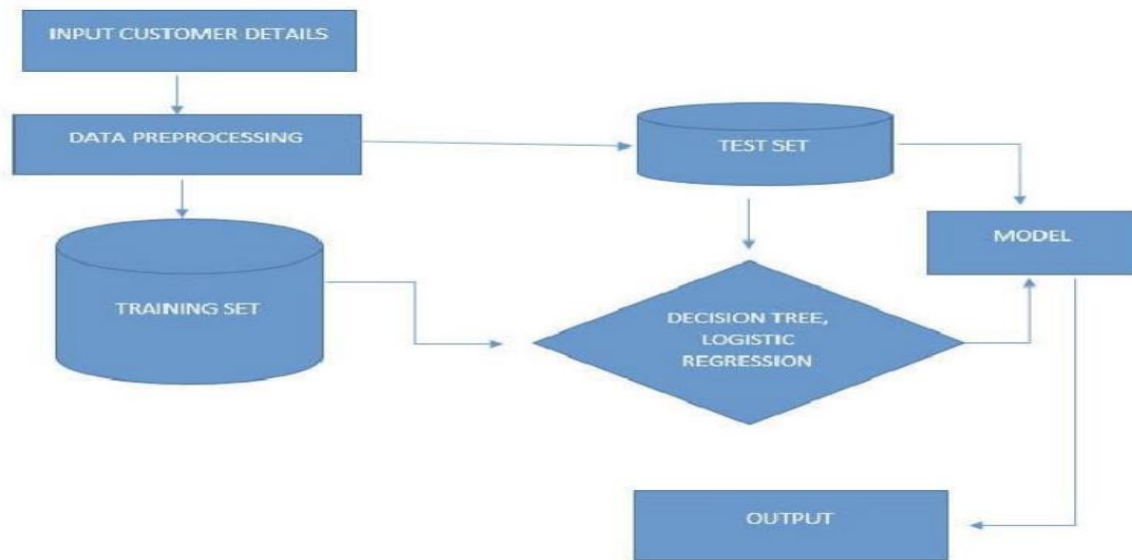 INPUT CUSTOMER DETAILS
DATA PREPROCESSING
TEST SET
MODEL
TRAINING SET
DECISION TREE,
LOGISTIC
REGRESSION
OUTPUT